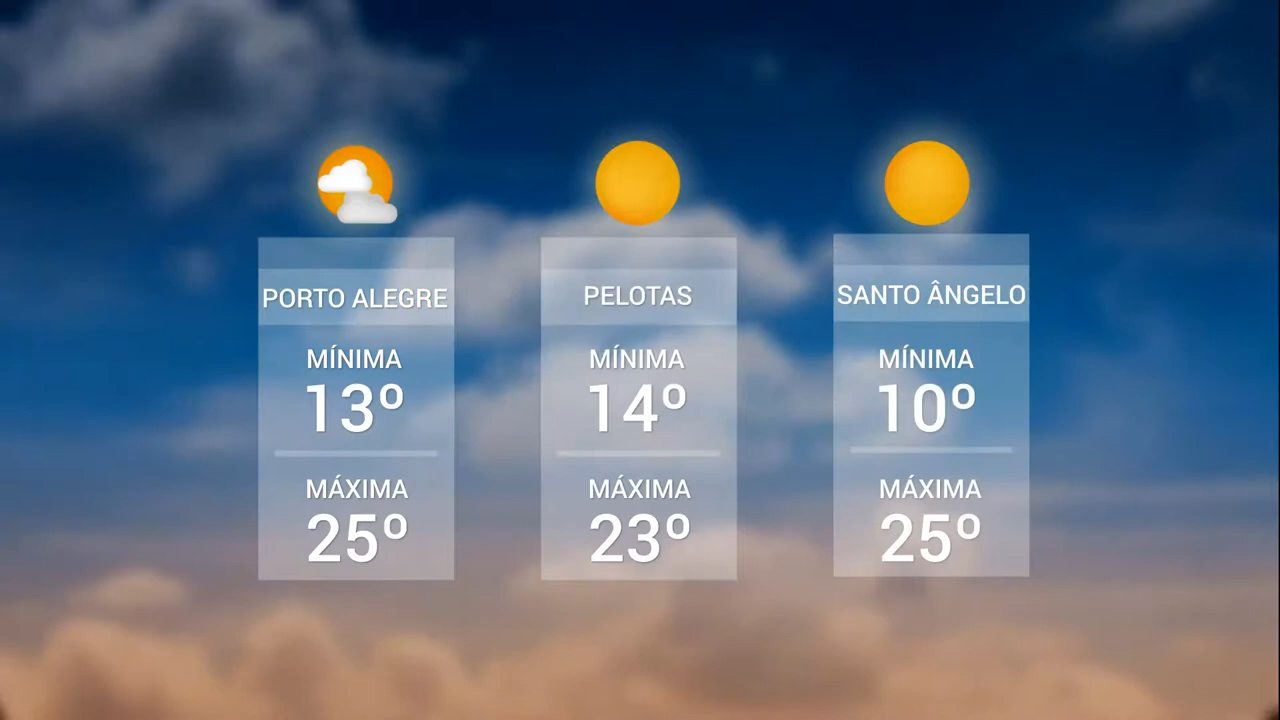 PORTO ALEGRE
MÍNIMA
13º
MÁXIMA
25º
PELOTAS
MÍNIMA
14º
MÁXIMA
23º
SANTO ÂNGELO
MÍNIMA
10º
MÁXIMA
25º